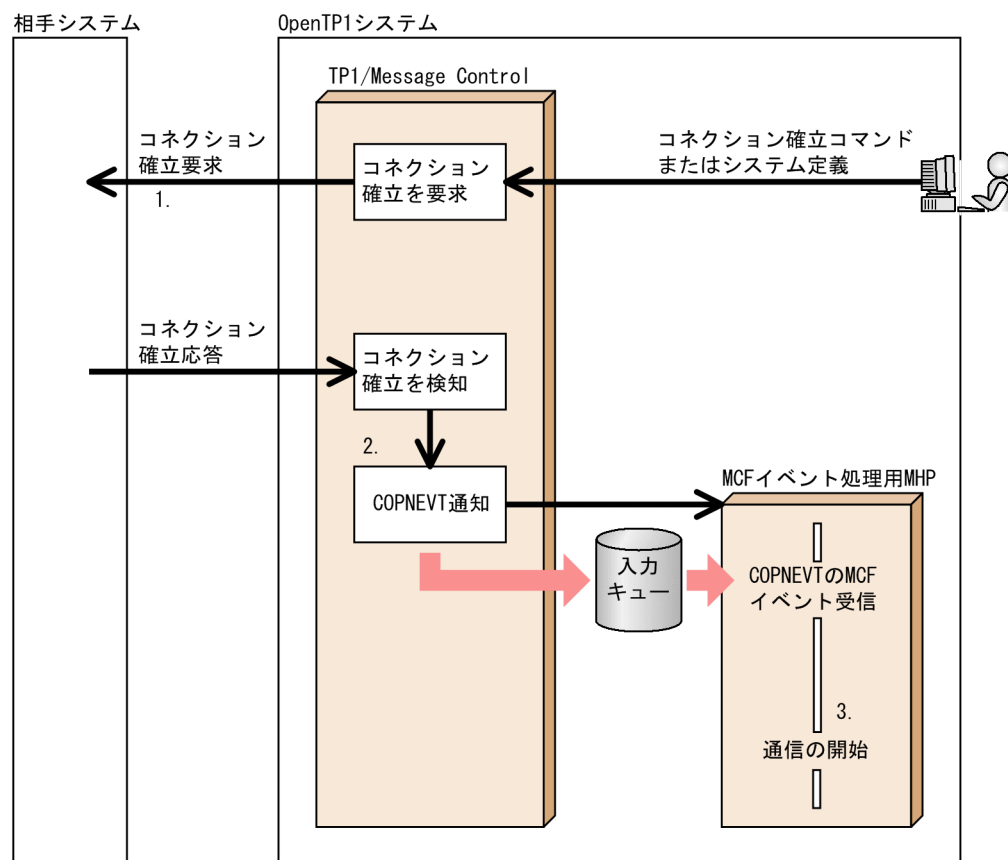 相手システム
OpenTP1システム
TP1/Message Control
コネクション
確立要求
1.
コネクション
確立を要求
コネクション確立コマンド
またはシステム定義
コネクション
確立応答
コネクション
確立を検知
2.
COPNEVT通知
MCFイベント処理用MHP
入力
キュー
COPNEVTのMCF
イベント受信
3.
通信の開始